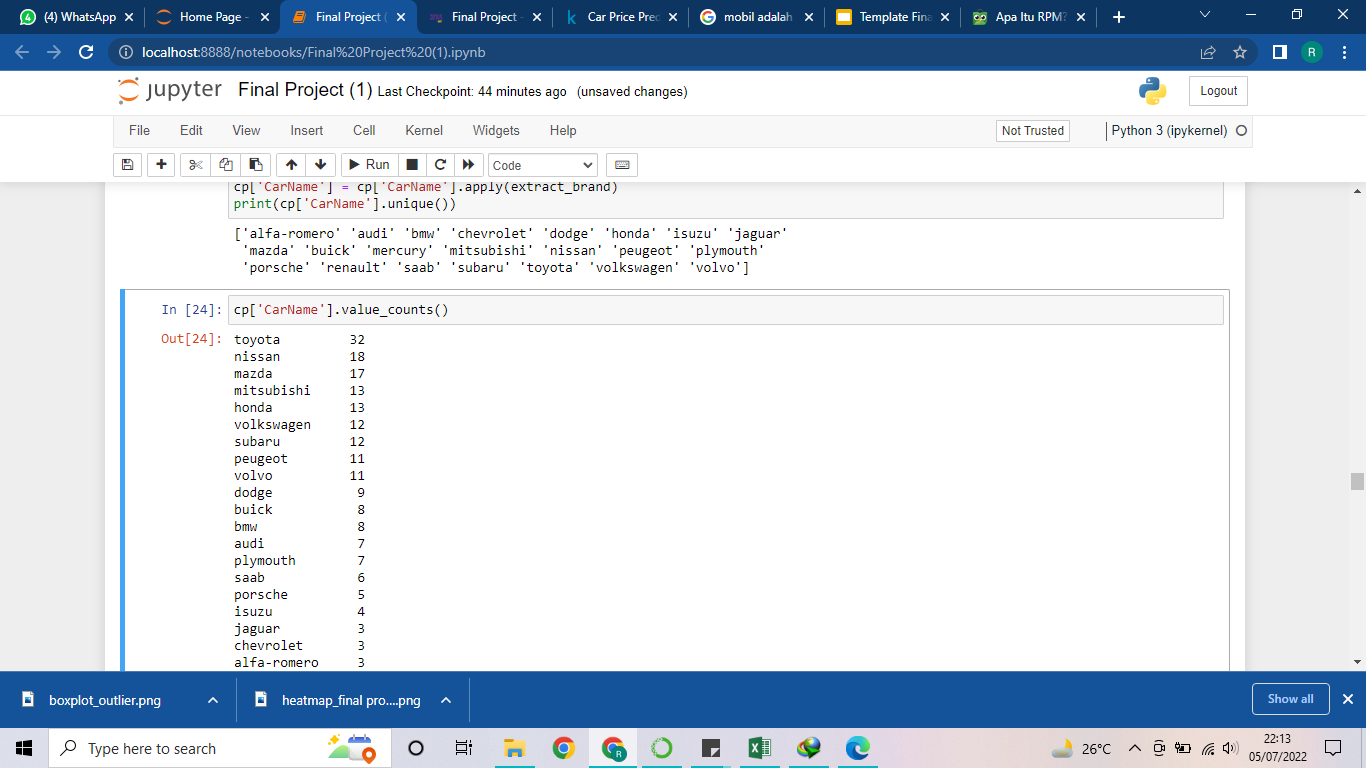 (4) WhatsApp
Home Page -
Final Project (
Final Project -
Car Price Pred
mobil adalah
Template Fina
Apa Itu RPM?
localhost:8888/notebooks/Final%20Project%20(1).ipynb
R
jupyter
Final Project (1) Last Checkpoint: 44 minutes ago (unsaved changes)
Logout
File Edit View Insert Cell Kernel Widgets Help
Not Trusted
Python 3 (ipykernel)
Run
Code
cp['CarName'] = cp['CarName'].apply(extract_brand)
print(cp['CarName'].unique())
['alfa-romero' 'audi' 'bmw' 'chevrolet' 'dodge' 'honda' 'isuzu' 'jaguar'
'mazda' 'buick' 'mercury' 'mitsubishi' 'nissan' 'peugeot' 'plymouth'
'porsche' 'renault' 'saab' 'subaru' 'toyota' 'volkswagen' 'volvo']
In [24]: cp['CarName'].value_counts()
Out[24]: toyota 32
nissan 18
mazda 17
mitsubishi 13
honda 13
volkswagen 12
subaru 12
peugeot 11
volvo 11
dodge 9
buick 8
bmw 8
audi 7
plymouth 7
saab 6
porsche 5
isuzu 4
jaguar 3
chevrolet 3
alfa-romero 3
boxplot_outlier.png
heatmap_final pro....png
Show all
Type here to search
26°C
22:13
05/07/2022